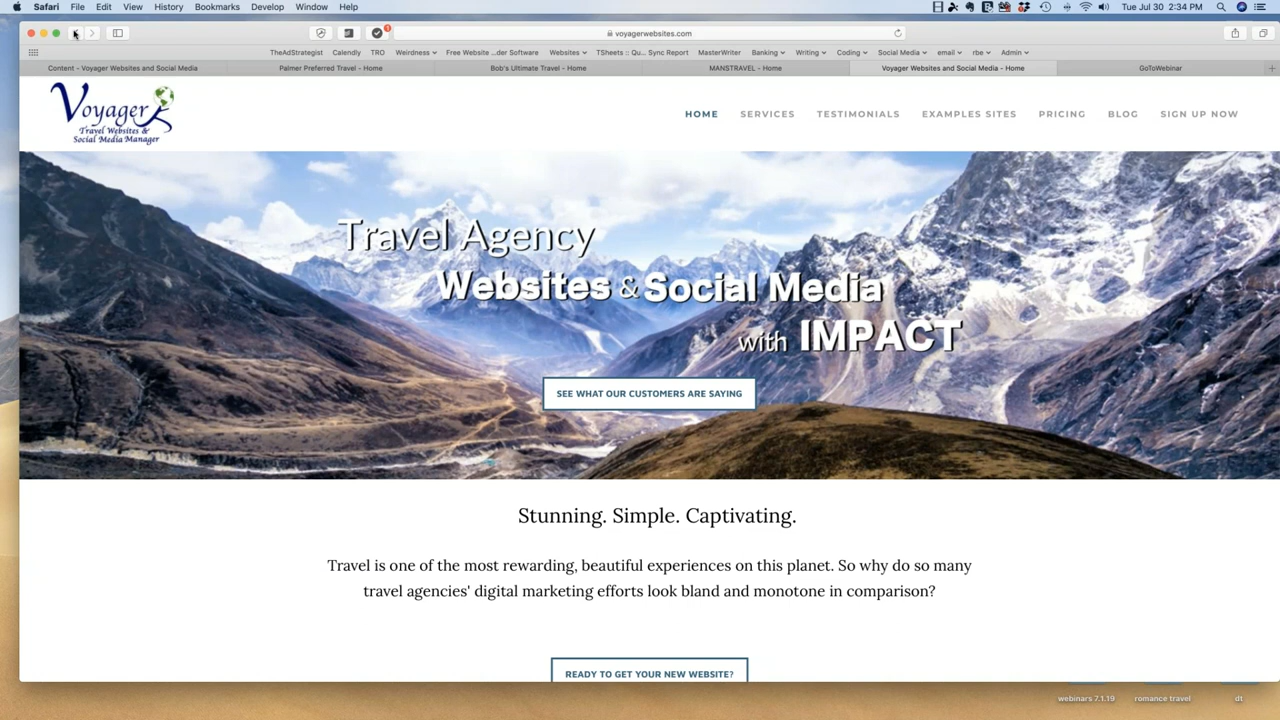 Safari File Edit View History Bookmarks Develop Window Help
Tue Jul 30 2:34 PM
1
voyagerwebsites.com
TheAdStrategist Calendly TRO Weirdness Free Website ...der Software Websites TSheets :: Qu... Sync Report MasterWriter Banking Writing Coding Social Media email rbe Admin
Content - Voyager Websites and Social Media
Palmer Preferred Travel - Home
Bob's Ultimate Travel - Home
MANSTRAVEL - Home
Voyager Websites and Social Media - Home
GoToWebinar
Voyager
Travel Websites &
Social Media Manager
HOME SERVICES TESTIMONIALS EXAMPLES SITES PRICING BLOG SIGN UP NOW
Travel Agency
Websites & Social Media
with IMPACT
SEE WHAT OUR CUSTOMERS ARE SAYING
Stunning. Simple. Captivating.
Travel is one of the most rewarding, beautiful experiences on this planet. So why do so many
travel agencies' digital marketing efforts look bland and monotone in comparison?
READY TO GET YOUR NEW WEBSITE?
webinars 7.1.19
romance travel
dt